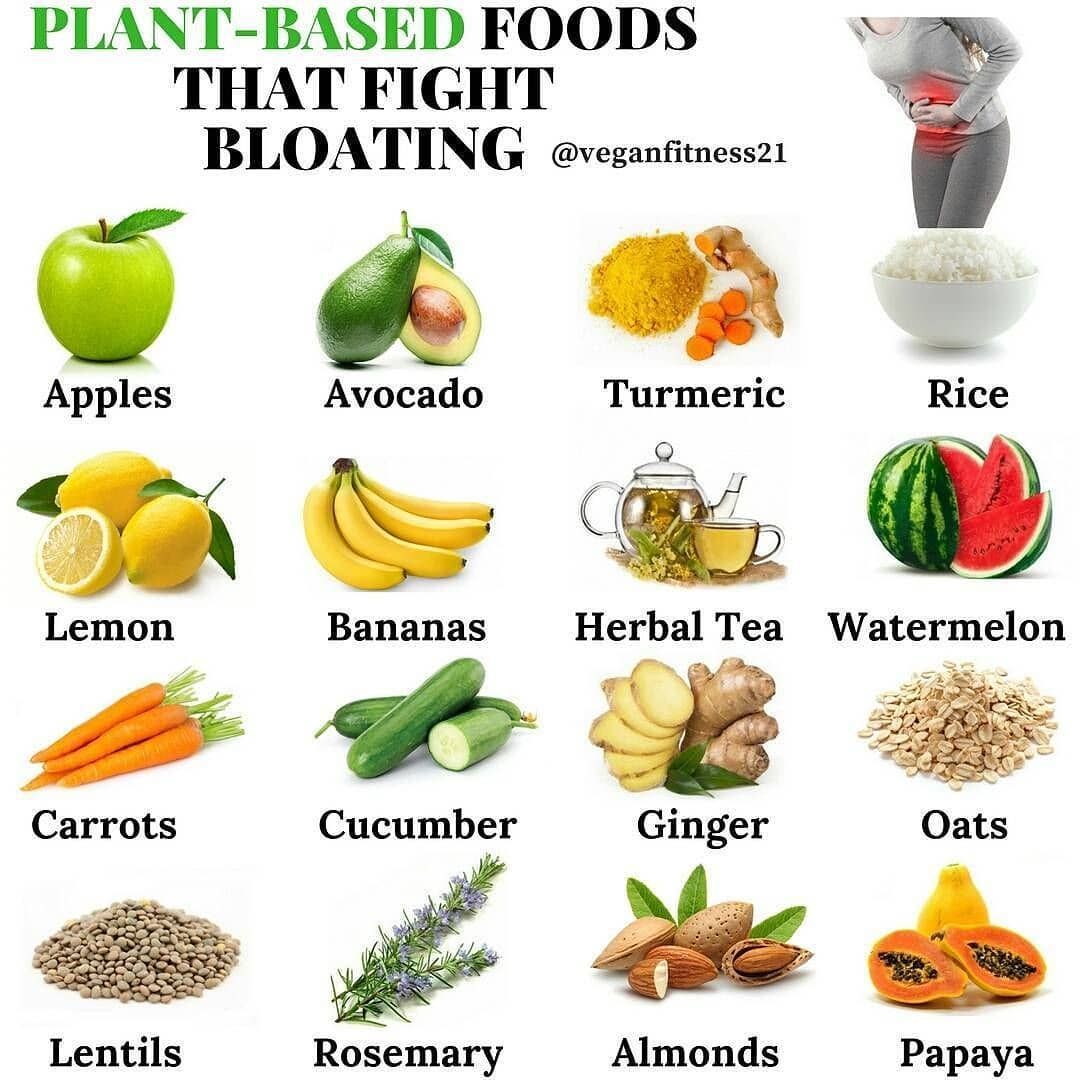 PLANT-BASED FOODS
THAT FIGHT
BLOATING @veganfitness21
Apples Avocado Turmeric Rice
Lemon Bananas Herbal Tea Watermelon
Carrots Cucumber Ginger Oats
Lentils Rosemary Almonds Papaya